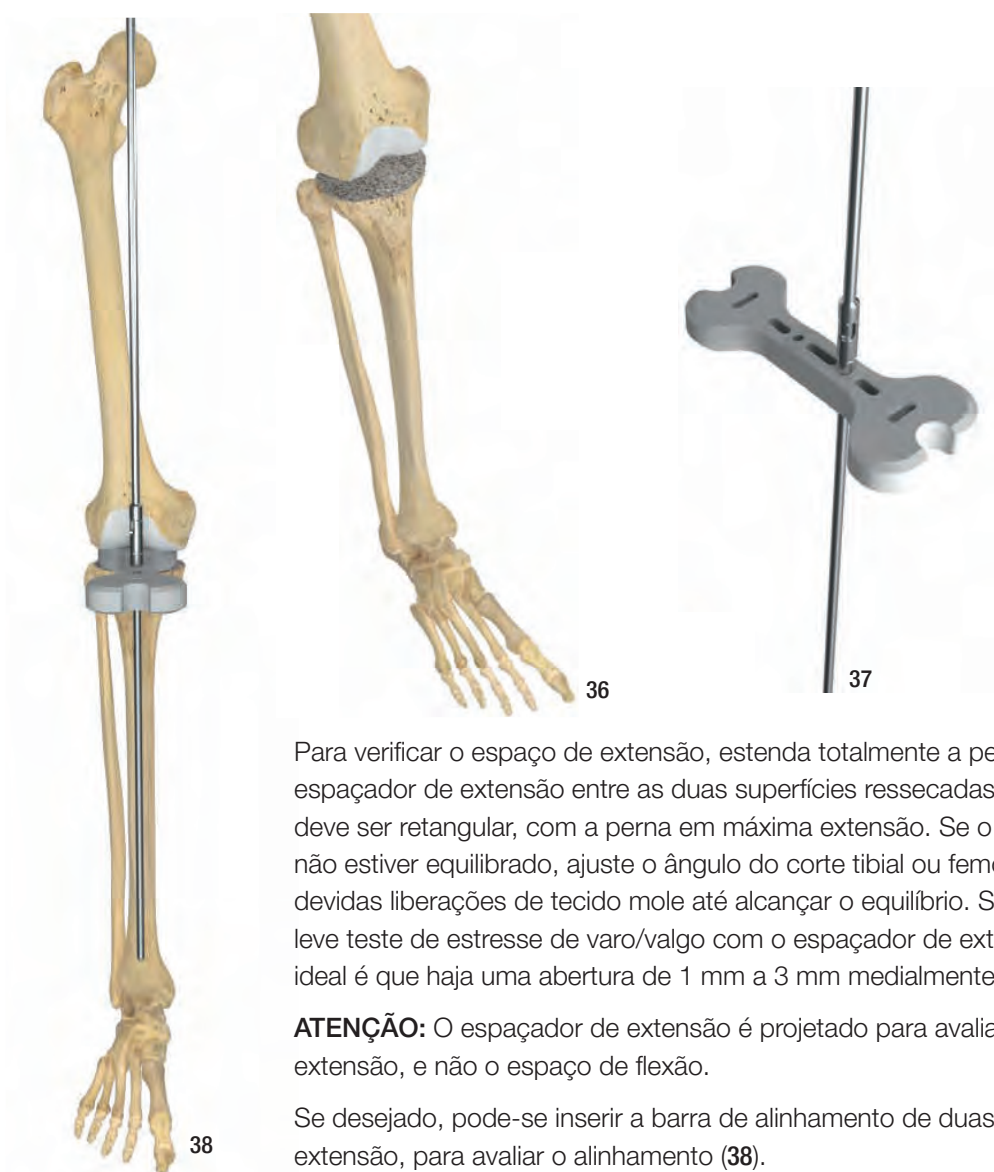 36
37
Para verificar o espaço de extensão, estenda totalmente a
espaçador de extensão entre as duas superfícies ressecadas
deve ser retangular, com a perna em máxima extensão. Se o
não estiver equilibrado, ajuste o ângulo do corte tibial ou
devidas liberações de tecido mole até alcançar o equilíbrio.
leve teste de estresse de varo/valgo com o espaçador de
ideal é que haja uma abertura de 1 mm a 3 mm medialmente
ATENÇÃO: O espaçador de extensão é projetado para
extensão, e não o espaço de flexão.
Se desejado, pode-se inserir a barra de alinhamento de duas
extensão, para avaliar o alinhamento (38).
38